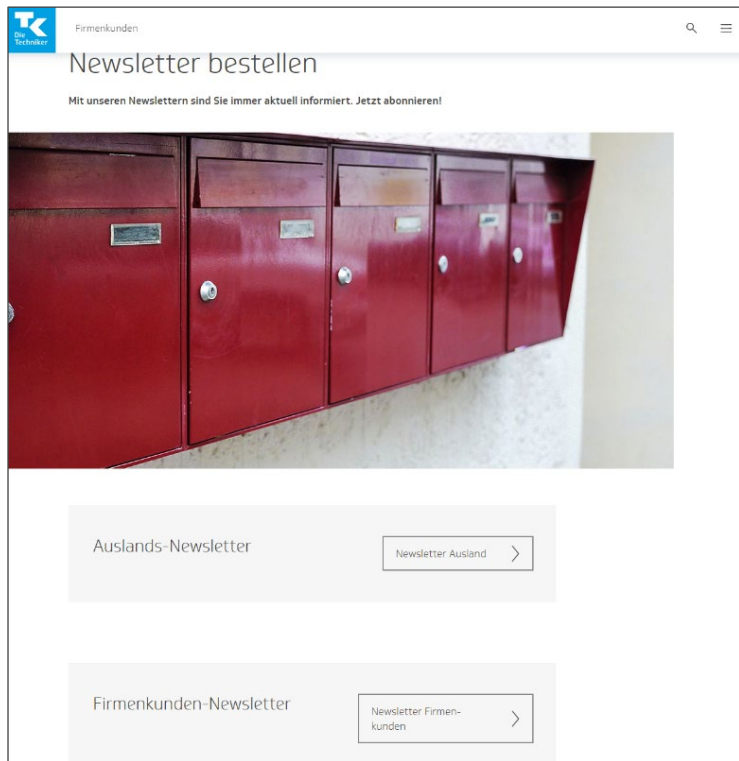 TK
Die
Techniker
Firmenkunden
Newsletter bestellen
Mit unseren Newslettern sind Sie immer aktuell informiert. Jetzt abonnieren!
Auslands-Newsletter
Newsletter Ausland
Firmenkunden-Newsletter
Newsletter Firmen-
kunden